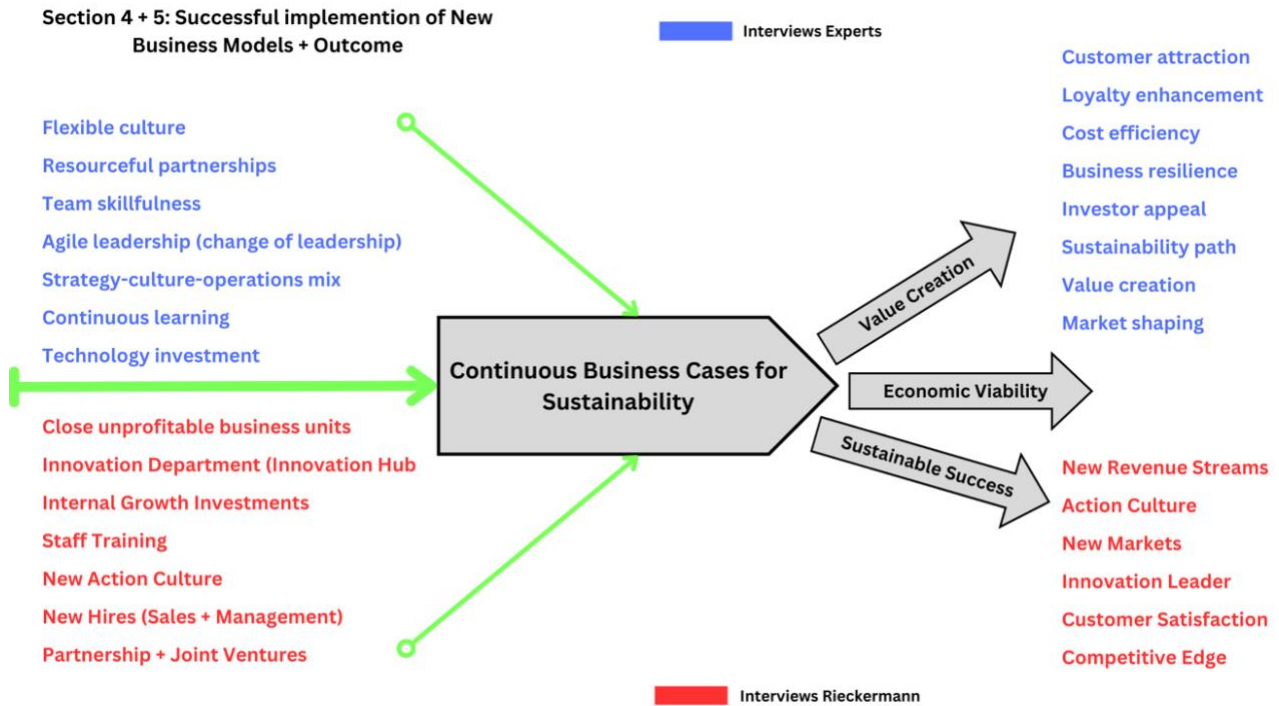 Section 4 + 5: Successful implemention of New
Business Models + Outcome
Interviews Experts
Flexible culture
Resourceful partnerships
Team skillfulness
Agile leadership (change of leadership)
Strategy-culture-operations mix
Continuous learning
Technology investment
Close unprofitable business units
Innovation Department (Innovation Hub
Internal Growth Investments
Staff Training
New Action Culture
New Hires (Sales + Management)
Partnership + Joint Ventures
Continuous Business Cases for
Sustainability
Value Creation
Economic Viability
Sustainable Success
Customer attraction
Loyalty enhancement
Cost efficiency
Business resilience
Investor appeal
Sustainability path
Value creation
Market shaping
New Revenue Streams
Action Culture
New Markets
Innovation Leader
Customer Satisfaction
Competitive Edge
Interviews Rieckermann